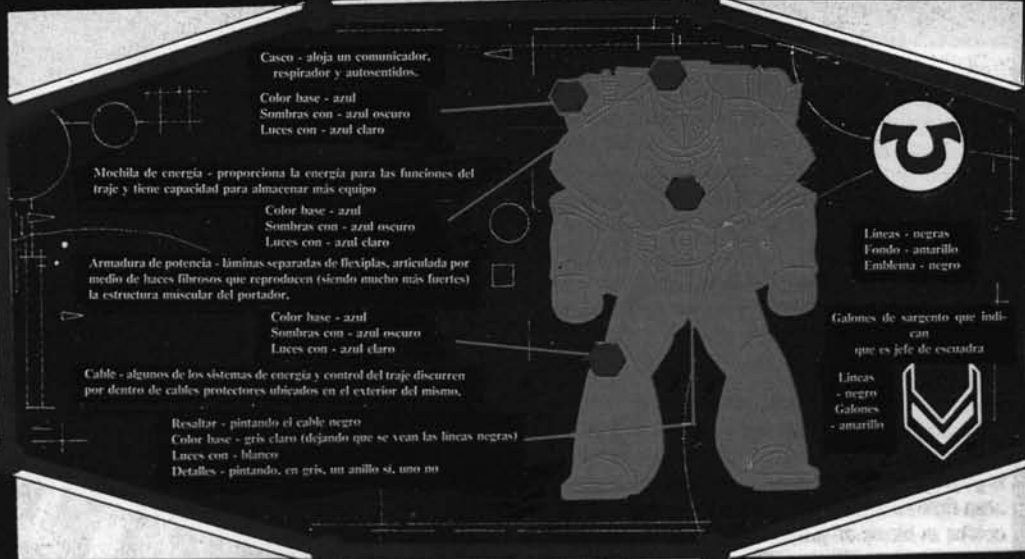 Casco - aloja un comunicador,
respirador y autosentidos.
Color base - azul
Sombras con - azul oscuro
Luces con - azul claro
Mochila de energía - proporciona la energía para las funciones del
traje y tiene capacidad para almacenar más equipo
Color base - azul
Sombras con - azul oscuro
Luces con - azul claro
Armadura de potencia - láminas separadas de flexiplas, articulada por
medio de haces fibrosos que reproducen (siendo mucho más fuertes)
la estructura muscular del portador.
Color base - azul
Sombras con - azul oscuro
Luces con - azul claro
Cable - algunos de los sistemas de energía y control del traje discurren
por dentro de cables protectores ubicados en el exterior del mismo.
Resaltar - pintando el cable negro
Color base - gris claro (dejando que se vean las líneas negras)
Luces con - blanco
Detalles - pintando, en gris, un anillo sí, uno no
Líneas - negras
Fondo - amarillo
Emblema - negro
Galones de sargento que indi-
can
que es jefe de escuadra
Líneas
- negro
Galones
- amarillo